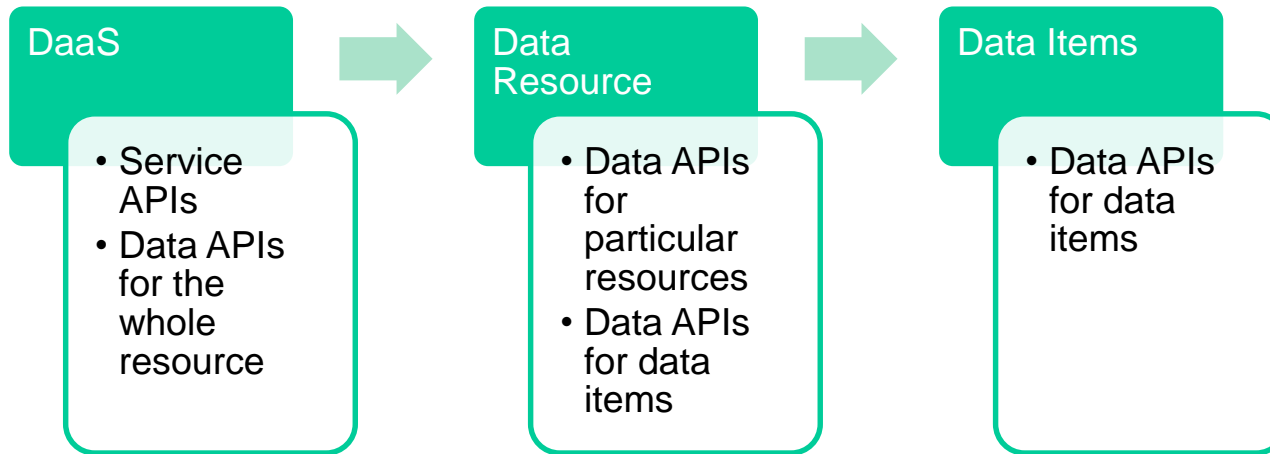 DaaS
• Service
APIs
• Data APIs
for the
whole
resource
Data
Resource
• Data APIs
for
particular
resources
• Data APIs
for data
items
Data Items
• Data APIs
for data
items